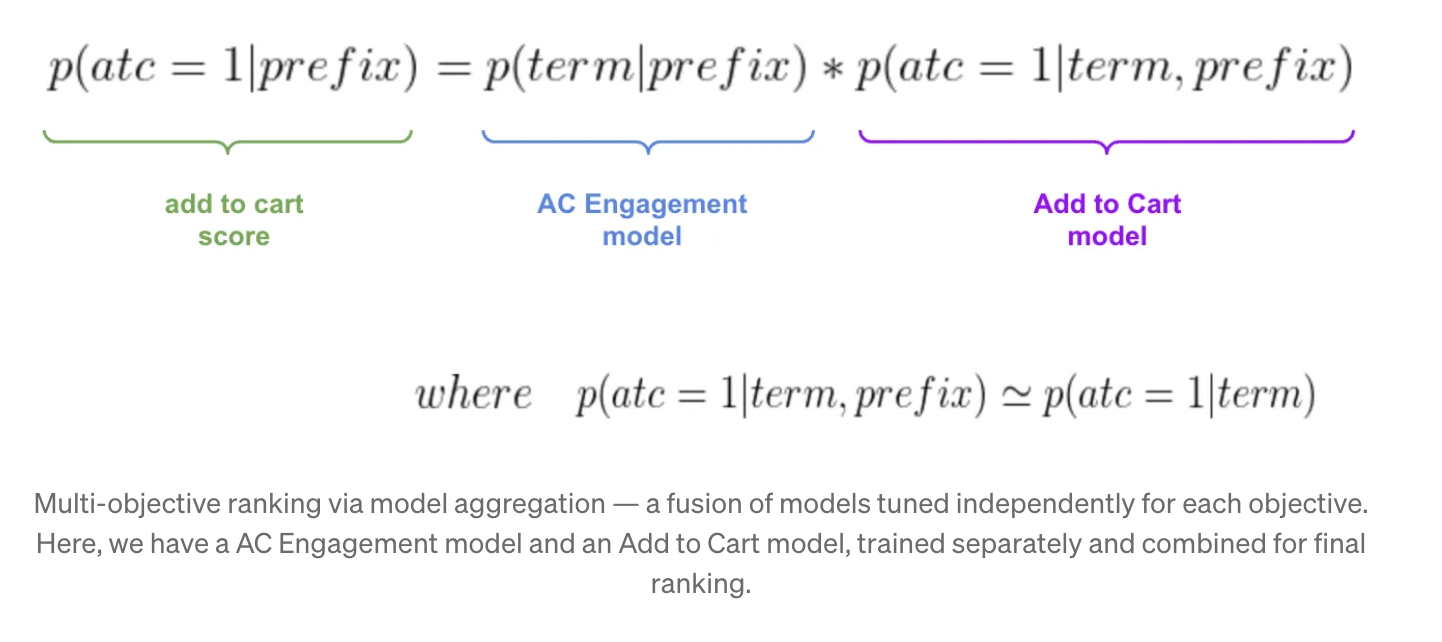 p(atc = 1|prefix) = p(term|prefix) * p(atc = 1|term, prefix)
add to cart score
AC Engagement model
Add to Cart model
where p(atc = 1|term, prefix) ≃ p(atc = 1|term)
Multi-objective ranking via model aggregation — a fusion of models tuned independently for each objective.
Here, we have a AC Engagement model and an Add to Cart model, trained separately and combined for final
ranking.